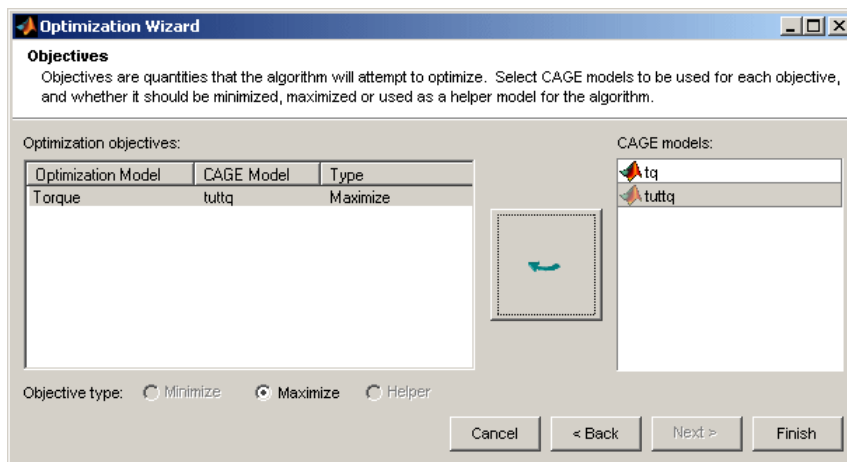 Optimization Wizard
Objectives
Objectives are quantities that the algorithm will attempt to optimize. Select CAGE models to be used for each objective,
and whether it should be minimized, maximized or used as a helper model for the algorithm.
Optimization objectives:
CAGE models:
Optimization Model CAGE Model Type
tq
Torque tuttq Maximize
tuttq
Objective type: Minimize Maximize Helper
Cancel < Back Next > Finish